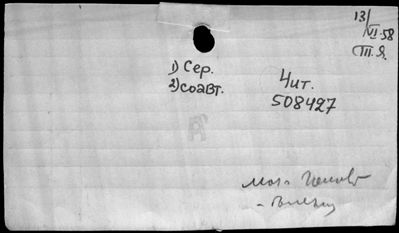 13/VI-58
Т.Я.
1) Сер.
2) соавт.
Чит.
508427